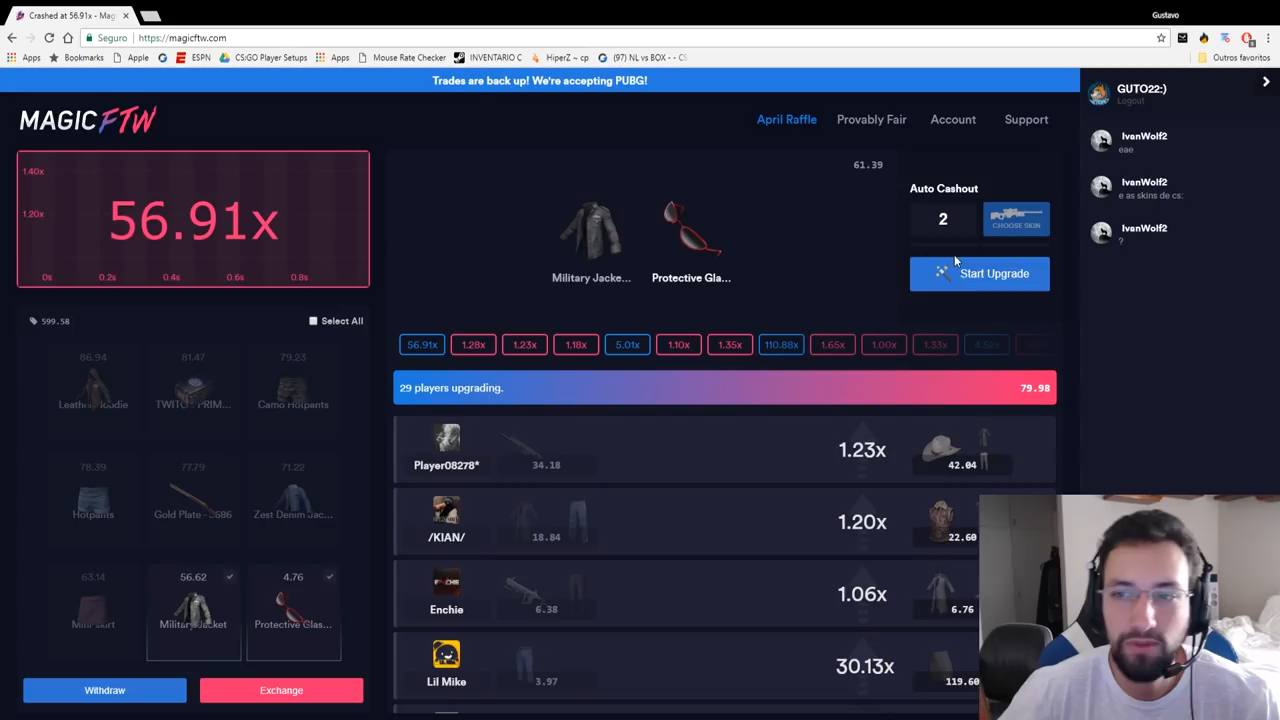 Crashed at 56.91x - Mag
Gustavo
Seguro
https://magicftw.com
Apps
Bookmarks
Apple
ESPN
CS:GO Player Setups
Apps
Mouse Rate Checker
INVENTARIO C
HiperZ ~ cp
(97) NL vs BOX
Outros favoritos
Trades are back up! We're accepting PUBG!
MAGIC FTW
April Raffle
Provably Fair
Account
Support
GUTO22:)
Logout
IvanWolf2
eae
IvanWolf2
e as skins de cs:
IvanWolf2
?
1.40x
1.20x
56.91x
0s
0.2s
0.4s
0.6s
0.8s
61.39
Military Jacke...
Protective Gla...
Auto Cashout
2
CHOOSE SKIN
Start Upgrade
599.58
Select All
56.91x
1.28x
1.23x
1.18x
5.01x
1.10x
1.35x
110.88x
1.65x
1.00x
1.33x
29 players upgrading.
79.98
86.94
81.47
79.23
Leather Hoodie
TWITC PRIM...
Camo Hotpants
78.39
77.79
71.22
Hotpants
Gold Plate - S686
Zest Denim Jac...
63.14
56.62
4.76
Mini-skirt
Military Jacket
Protective Glas...
Withdraw
Exchange
Player08278*
34.18
1.23x
42.04
/KIAN/
18.84
1.20x
22.60
Enchie
6.38
1.06x
6.76
Lil Mike
3.97
30.13x
119.60